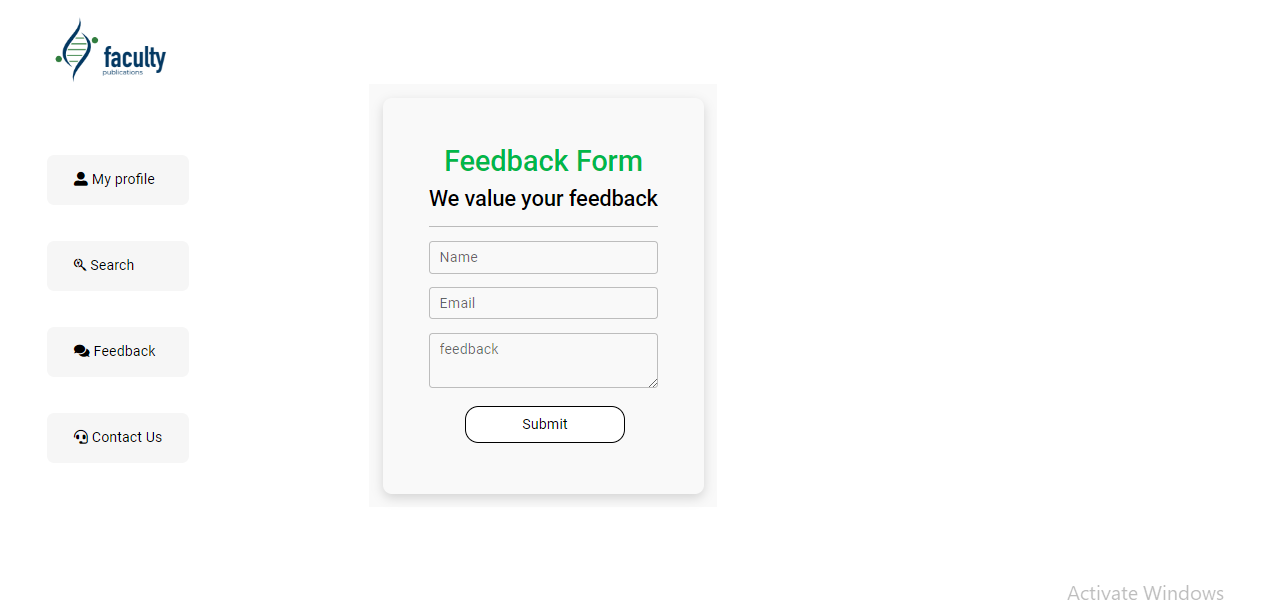 faculty
publications
My profile
Search
Feedback
Contact Us
Feedback Form
We value your feedback
Name
Email
feedback
Submit
Activate Windows